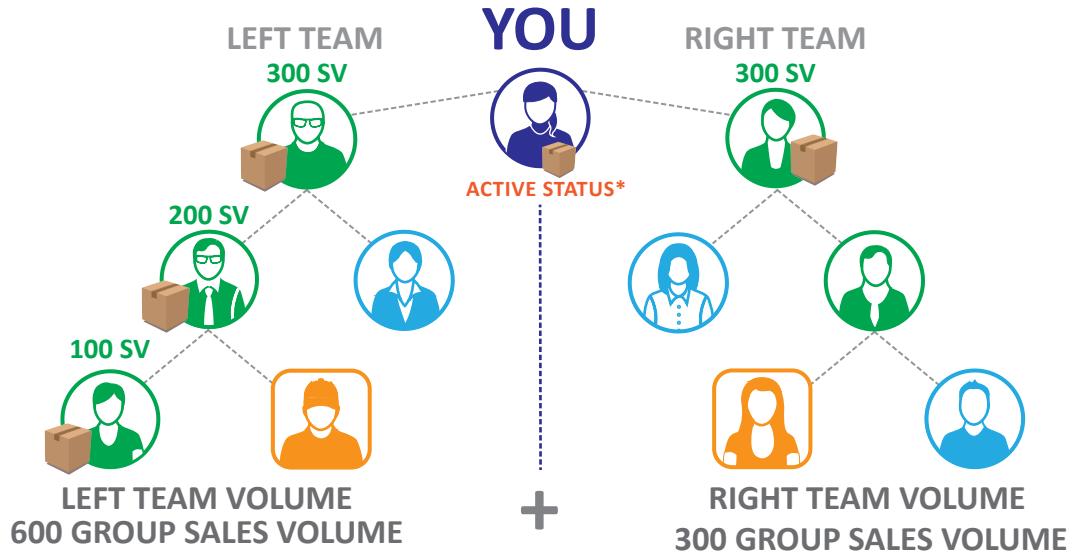 YOU
LEFT TEAM
RIGHT TEAM
300 SV
300 SV
ACTIVE STATUS*
200 SV
100 SV
LEFT TEAM VOLUME
600 GROUP SALES VOLUME
+
RIGHT TEAM VOLUME
300 GROUP SALES VOLUME